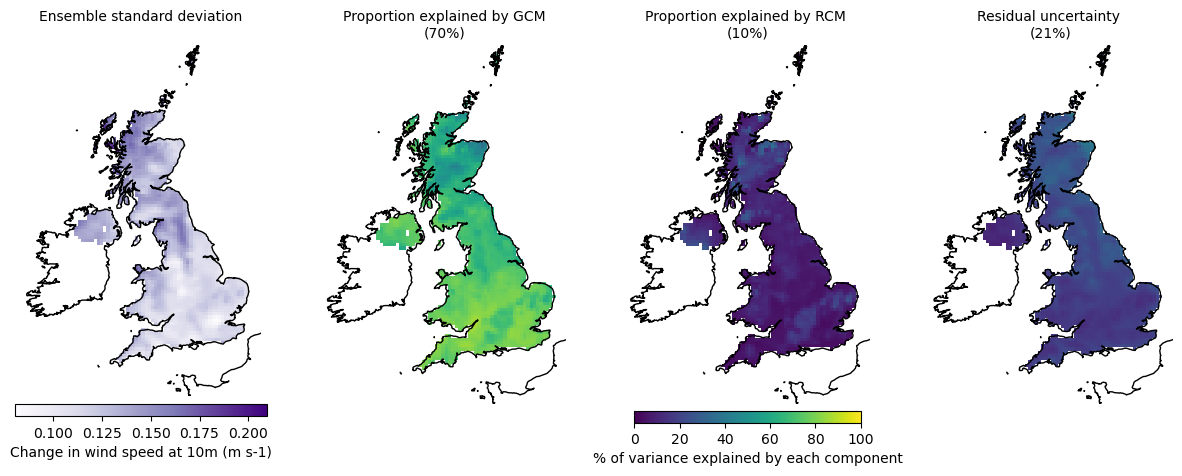 Ensemble standard deviation
Proportion explained by GCM
(70%)
Proportion explained by RCM
(10%)
Residual uncertainty
(21%)
0.100 0.125 0.150 0.175 0.200
Change in wind speed at 10m (m s-1)
0 20 40 60 80 100
% of variance explained by each component